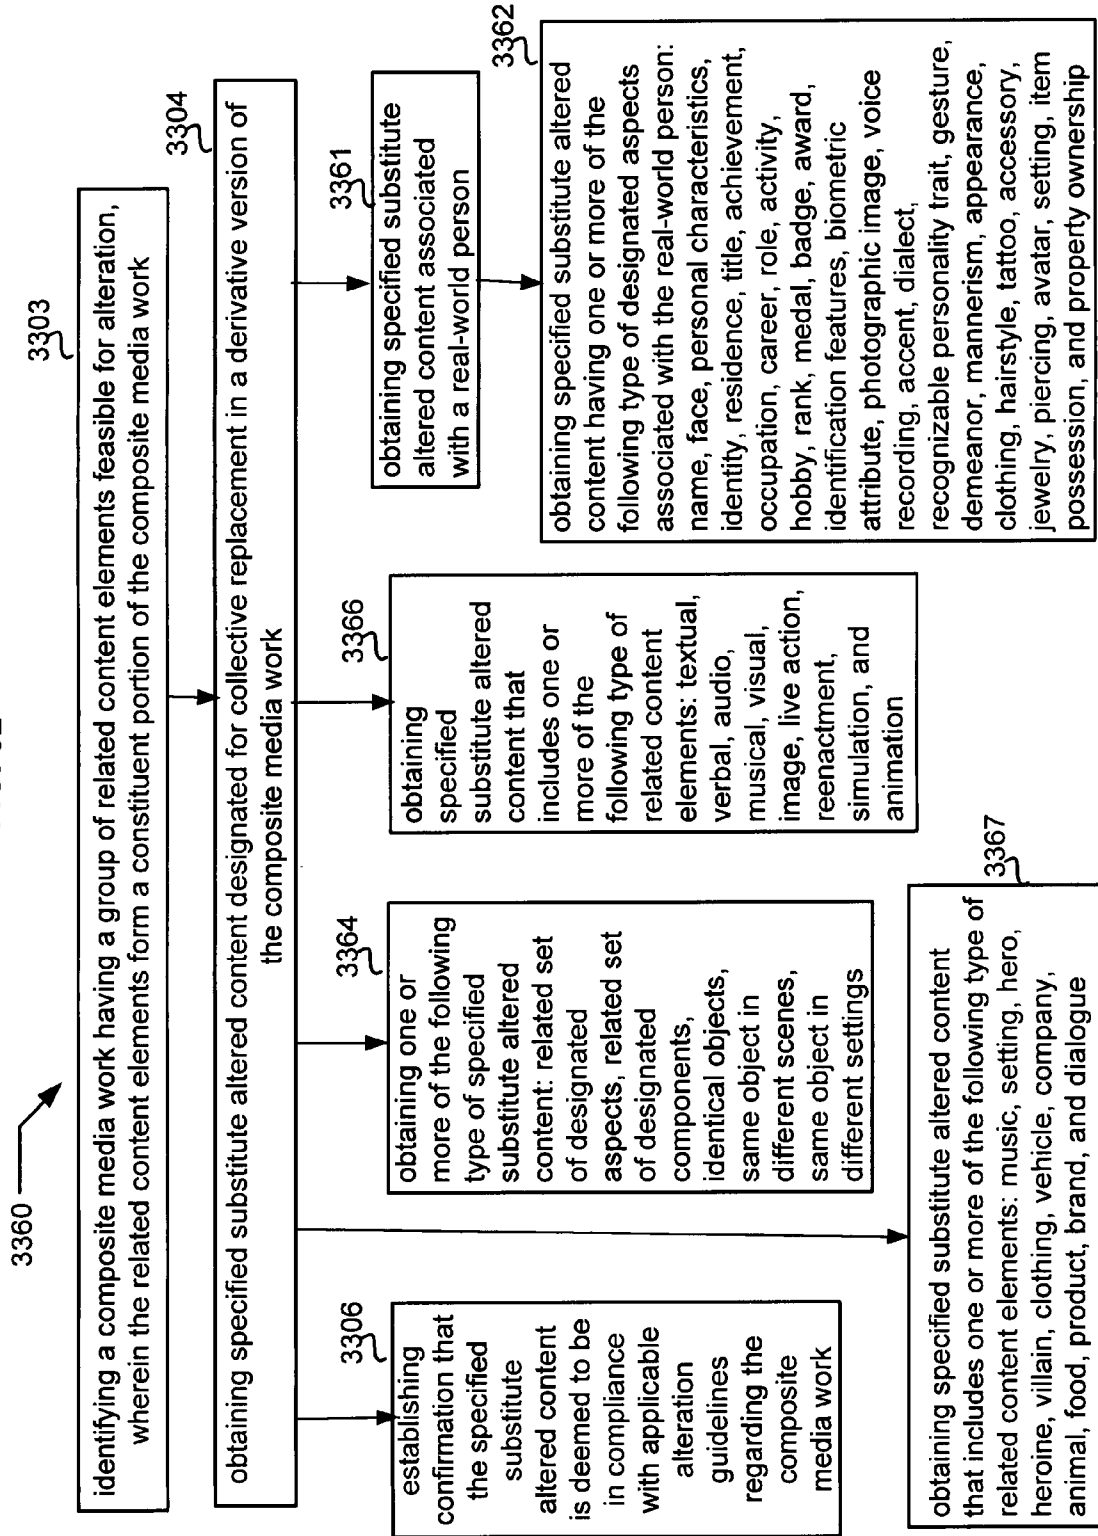 3360
3303
identifying a composite media work having a group of related content elements feasible for alteration,
wherein the related content elements form a constituent portion of the composite media work
3304
obtaining specified substitute altered content designated for collective replacement in a derivative version of
the composite media work
3306
establishing
confirmation that
the specified
substitute
altered content
is deemed to be
in compliance
with applicable
alteration
guidelines
regarding the
composite
media work
3364
obtaining one or
more of the following
type of specified
substitute altered
content: related set
of designated
aspects, related set
of designated
components,
identical objects,
same object in
different scenes,
same object in
different settings
3366
obtaining
specified
substitute altered
content that
includes one or
more of the
following type of
related content
elements: textual,
verbal, audio,
musical, visual,
image, live action,
reenactment,
simulation, and
animation
3361
obtaining specified substitute
altered content associated
with a real-world person
3362
obtaining specified substitute altered
content having one or more of the
following type of designated aspects
associated with the real-world person:
name, face, personal characteristics,
identity, residence, title, achievement,
occupation, career, role, activity,
hobby, rank, medal, badge, award,
identification features, biometric
attribute, photographic image, voice
recording, accent, dialect,
recognizable personality trait, gesture,
demeanor, mannerism, appearance,
clothing, hairstyle, tattoo, accessory,
jewelry, piercing, avatar, setting, item
possession, and property ownership
3367
obtaining specified substitute altered content
that includes one or more of the following type of
related content elements: music, setting, hero,
heroine, villain, clothing, vehicle, company,
animal, food, product, brand, and dialogue